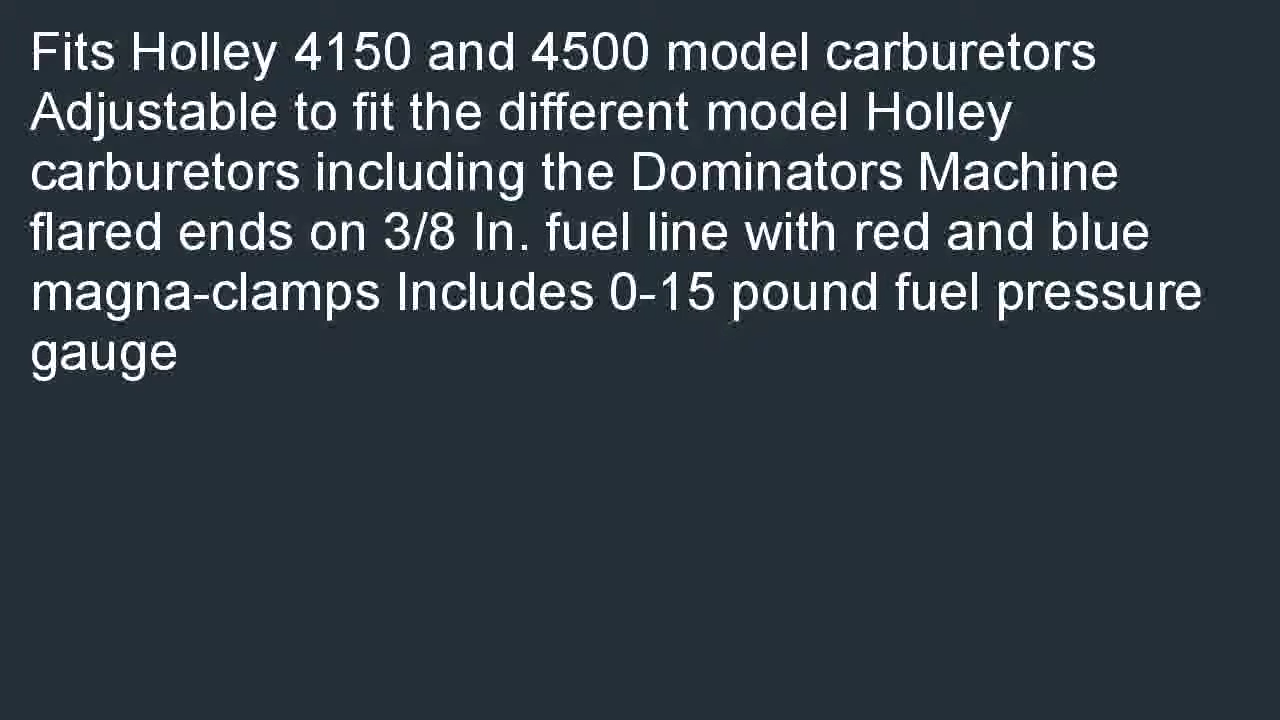 Fits Holley 4150 and 4500 model carburetors
Adjustable to fit the different model Holley
carburetors including the Dominators Machine
flared ends on 3/8 In. fuel line with red and blue
magna-clamps Includes 0-15 pound fuel pressure
gauge